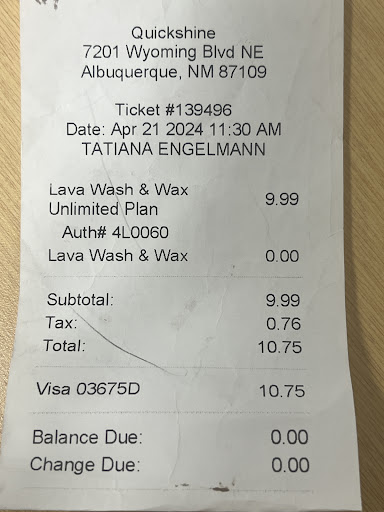 Quickshine
7201 Wyoming Blvd NE
Albuquerque, NM 87109
Ticket #139496
Date: Apr 21 2024 11:30 AM
TATIANA ENGELMANN
Lava Wash & Wax
Unlimited Plan 9.99
Auth# 4L0060
Lava Wash & Wax 0.00
Subtotal: 9.99
Tax: 0.76
Total: 10.75
Visa 03675D 10.75
Balance Due: 0.00
Change Due: 0.00